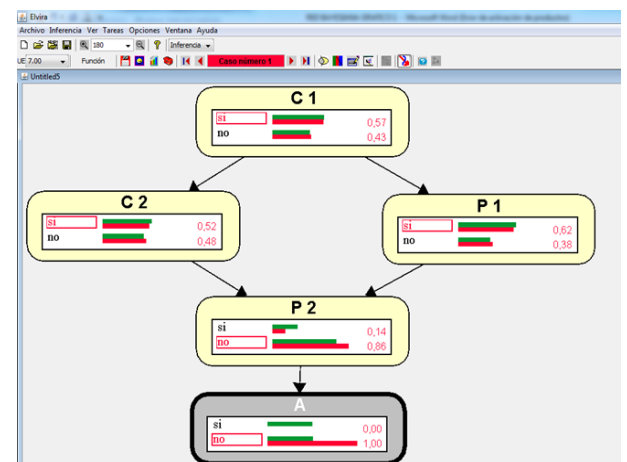 Elvira
Archivo Inferencia Ver Tareas Opciones Ventana Ayuda
180 Inferencia
UE 7.00 Función Caso número 1
Untitled5
C 1
si 0,57
no 0,43
C 2
si 0,52
no 0,48
P 1
si 0,62
no 0,38
P 2
si 0,14
no 0,86
A
si 0,00
no 1,00